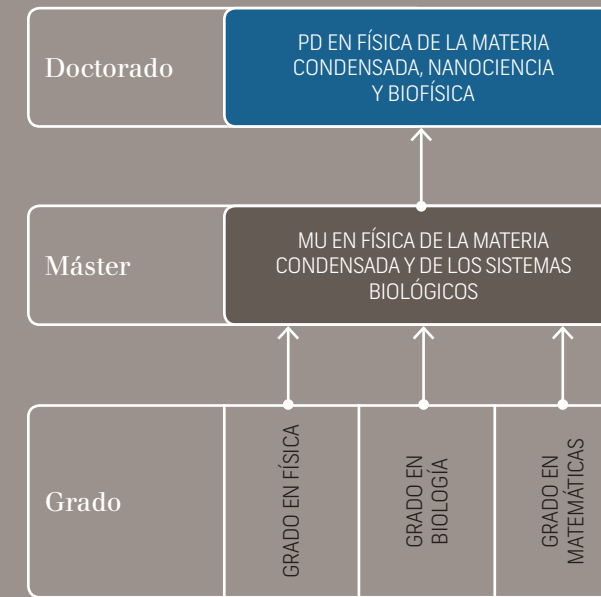 Doctorado
PD EN FÍSICA DE LA MATERIA
CONDENSADA, NANOCIENCIA
Y BIOFÍSICA
Máster
MU EN FÍSICA DE LA MATERIA
CONDENSADA Y DE LOS SISTEMAS
BIOLÓGICOS
Grado
GRADO EN FÍSICA
GRADO EN
BIOLOGÍA
GRADO EN
MATEMÁTICAS